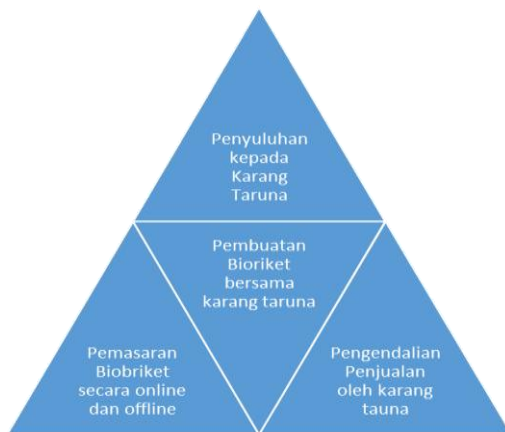 Penyuluhan
kepada
Karang
Taruna
Pembuatan
Bioriket
bersama
karang taruna
Pemasaran
Biobriket
secara online
dan offline
Pengendalian
Penjualan
oleh karang
tauna